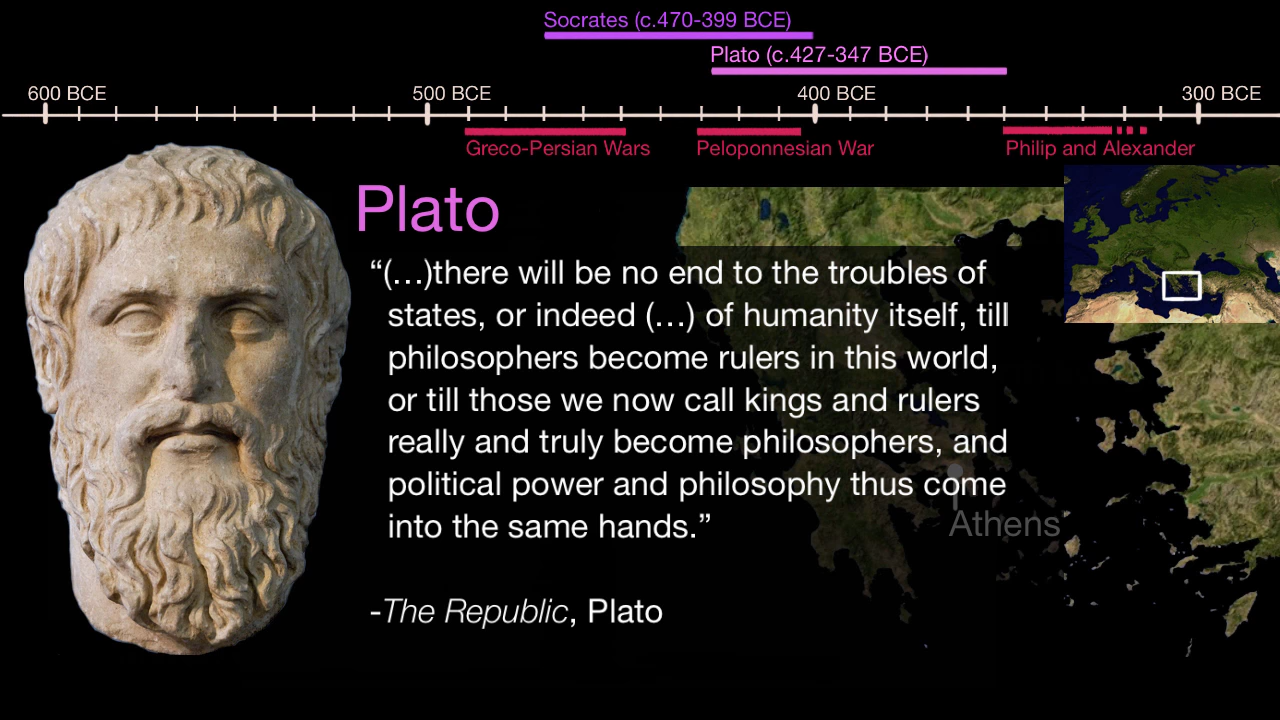 Socrates (c.470-399 BCE)
Plato (c.427-347 BCE)
600 BCE
500 BCE
400 BCE
300 BCE
Greco-Persian Wars
Peloponnesian War
Philip and Alexander
Plato
“(…)there will be no end to the troubles of
states, or indeed (…) of humanity itself, till
philosophers become rulers in this world,
or till those we now call kings and rulers
really and truly become philosophers, and
political power and philosophy thus come
into the same hands.”
Athens
-The Republic, Plato